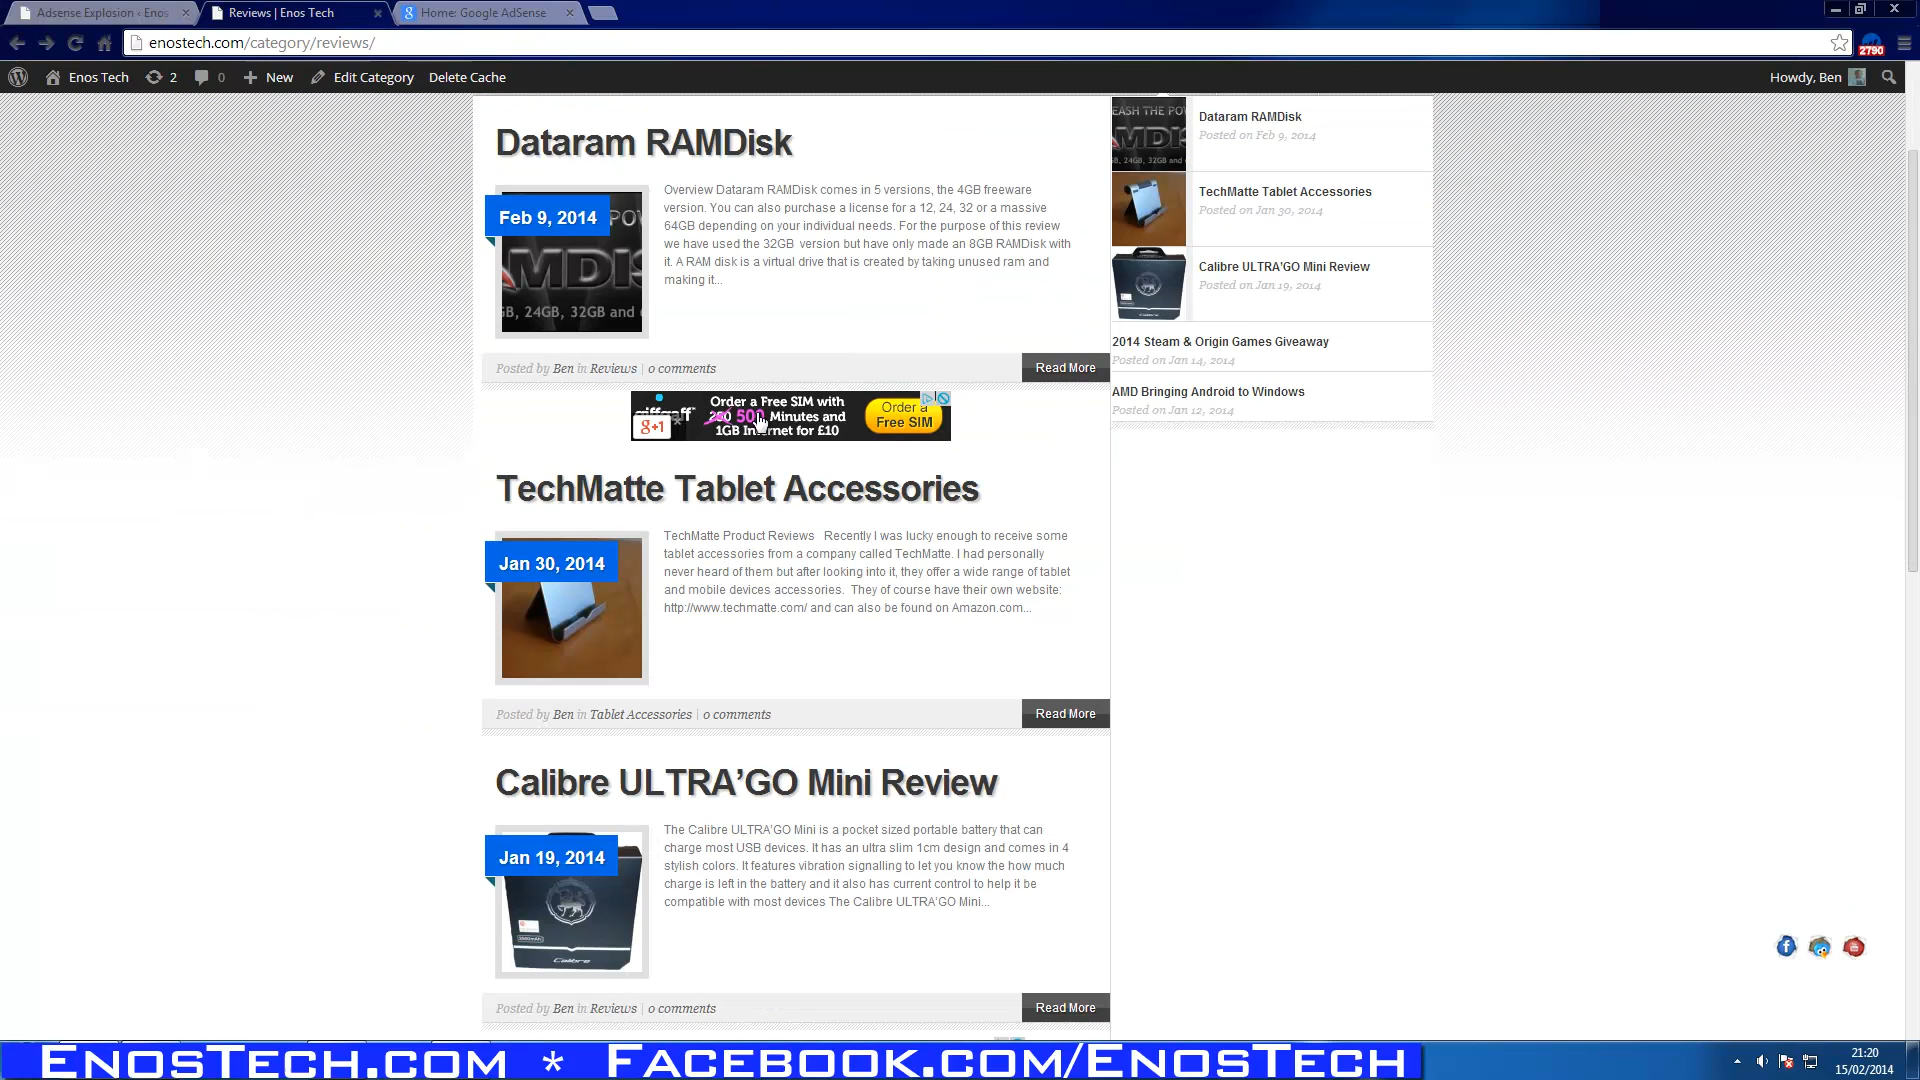 Adsense Explosion ‹ Enos
Reviews | Enos Tech
Home: Google AdSense
enostech.com/category/reviews/
2790
Enos Tech
2
0
New
Edit Category
Delete Cache
Howdy, Ben
Dataram RAMDisk
Feb 9, 2014
AMDIS
GB, 24GB, 32GB and
Overview Dataram RAMDisk comes in 5 versions, the 4GB freeware
version. You can also purchase a license for a 12, 24, 32 or a massive
64GB depending on your individual needs. For the purpose of this review
we have used the 32GB version but have only made an 8GB RAMDisk with
it. A RAM disk is a virtual drive that is created by taking unused ram and
making it...
Posted by Ben in Reviews | 0 comments
Read More
giffgaff
g+1
Order a Free SIM with
500 Minutes and
1GB Internet for £10
Order a
Free SIM
TechMatte Tablet Accessories
Jan 30, 2014
TechMatte Product Reviews Recently I was lucky enough to receive some
tablet accessories from a company called TechMatte. I had personally
never heard of them but after looking into it, they offer a wide range of tablet
and mobile devices accessories. They of course have their own website:
http://www.techmatte.com/ and can also be found on Amazon.com...
Posted by Ben in Tablet Accessories | 0 comments
Read More
Calibre ULTRA’GO Mini Review
Jan 19, 2014
Calibre
The Calibre ULTRA’GO Mini is a pocket sized portable battery that can
charge most USB devices. It has an ultra slim 1cm design and comes in 4
stylish colors. It features vibration signalling to let you know the how much
charge is left in the battery and it also has current control to help it be
compatible with most devices The Calibre ULTRA’GO Mini...
Posted by Ben in Reviews | 0 comments
Read More
EASH THE PO
AMDIS
B, 24GB, 32GB and
Dataram RAMDisk
Posted on Feb 9, 2014
TechMatte Tablet Accessories
Posted on Jan 30, 2014
Calibre ULTRA’GO Mini Review
Posted on Jan 19, 2014
2014 Steam & Origin Games Giveaway
Posted on Jan 14, 2014
AMD Bringing Android to Windows
Posted on Jan 12, 2014
EnosTech.com * Facebook.com/EnosTech
21:20
15/02/2014